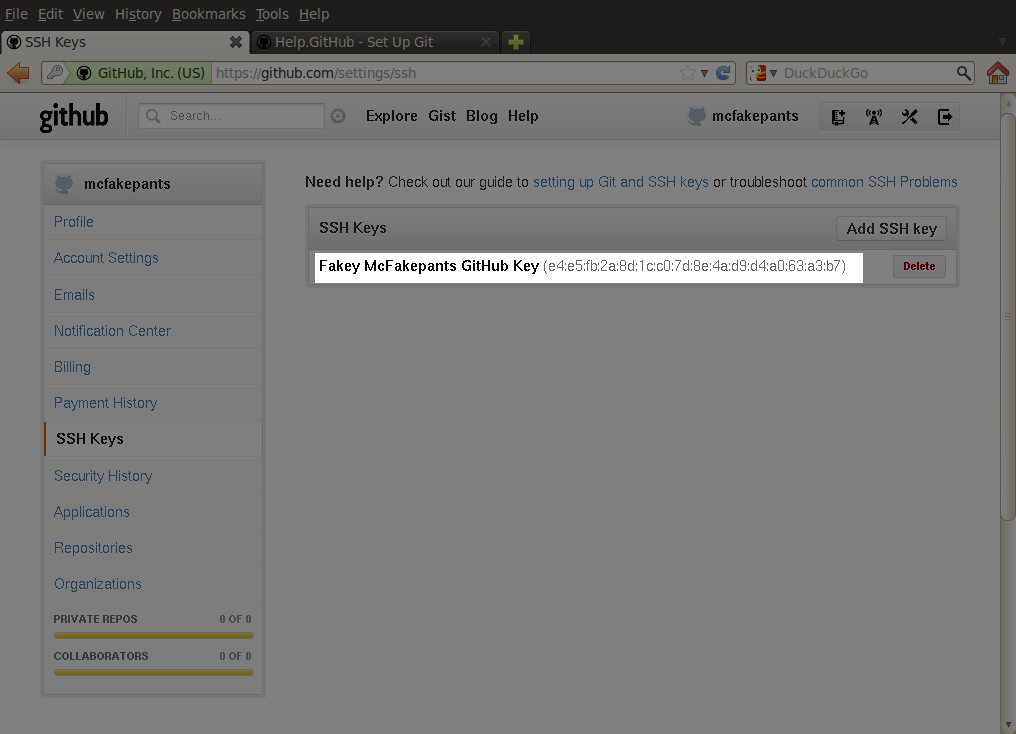 File Edit View History Bookmarks Tools Help
SSH Keys Help.GitHub - Set Up Git
GitHub, Inc. (US) https://github.com/settings/ssh DuckDuckGo
github Search... Explore Gist Blog Help mcfakepants
mcfakepants
Profile
Account Settings
Emails
Notification Center
Billing
Payment History
SSH Keys
Security History
Applications
Repositories
Organizations
PRIVATE REPOS 0 OF 0
COLLABORATORS 0 OF 0
Need help? Check out our guide to setting up Git and SSH keys or troubleshoot common SSH Problems
SSH Keys Add SSH key
Fakey McFakepants GitHub Key (e4:e5:fb:2a:8d:1c:c0:7d:8e:4a:d9:d4:a0:63:a3:b7) Delete